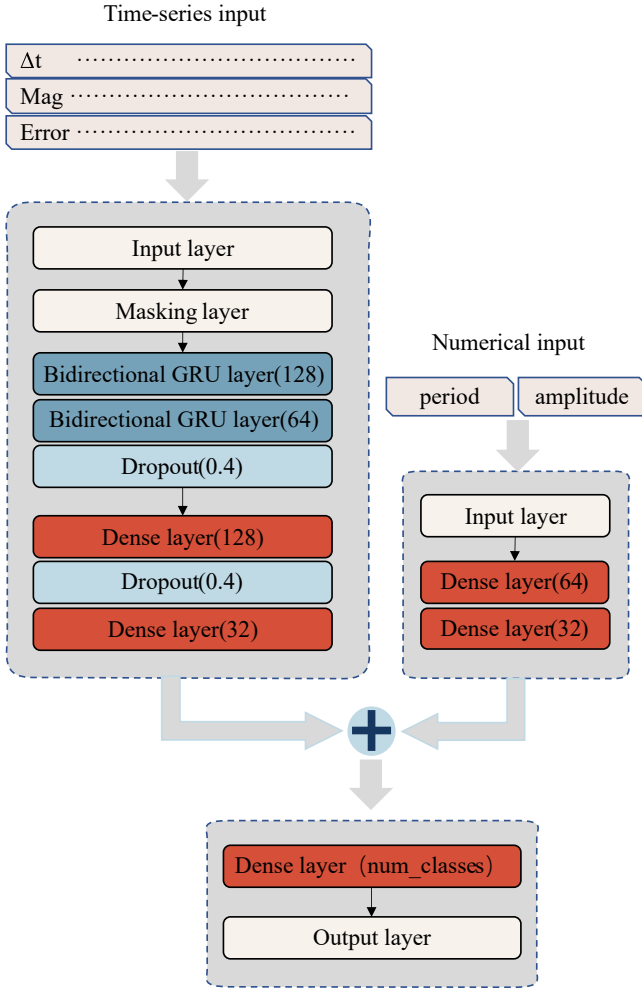 Time-series input
Δt ...................................
Mag ...................................
Error ...................................
Input layer
Masking layer
Bidirectional GRU layer(128)
Bidirectional GRU layer(64)
Dropout(0.4)
Dense layer(128)
Dropout(0.4)
Dense layer(32)
Numerical input
period
amplitude
Input layer
Dense layer(64)
Dense layer(32)
Dense layer（num_classes）
Output layer